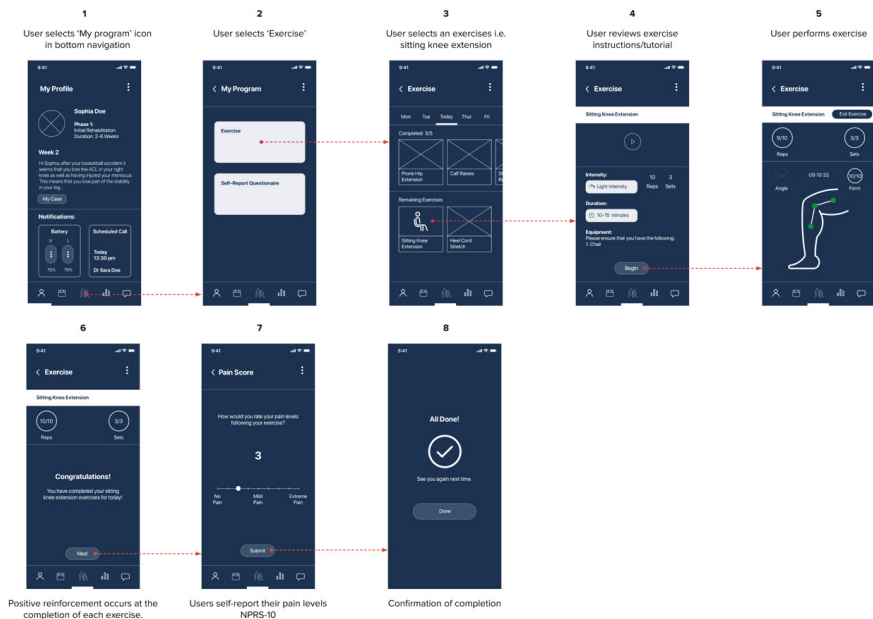 1
User selects 'My program' icon
in bottom navigation
9:41
My Profile
Sophia Doe
Phase 1:
Initial Rehabilitation
Duration: 2-6 Weeks
Week 2
Hi Sophia, after your basketball accident it
seems that you tore the ACL in your right
knee as well as having injured your meniscus.
This means that you lose part of the stability
in your leg..
My Case
Notifications:
Battery
U L
76% 76%
Scheduled Call
Today
13:30 pm
Dr Sara Doe
2
User selects 'Exercise'
9:41
My Program
Exercise
Self-Report Questionaire
3
User selects an exercises i.e.
sitting knee extension
9:41
Exercise
Mon Tue Today Thur Fri
Completed: 3/5
Prone Hip
Extension
Calf Raises
Remaining Exercises
Sitting Knee
Extension
Heel Cord
Stretch
4
User reviews exercise
instructions/tutorial
9:41
Exercise
Sitting Knee Extension
Intensity:
Light Intensity
10 3
Reps Sets
Duration:
10-15 minutes
Equipment:
Please ensure that you have the following:
1. Chair
Begin
5
User performs exercise
9:41
Exercise
Sitting Knee Extension Exit Exercise
9/10 3/3
Reps Sets
09:10:33 10/10
Angle Form
6
9:41
Exercise
Sitting Knee Extension
10/10 3/3
Reps Sets
Congratulations!
You have completed your sitting
knee extension exercises for today!
Next
Positive reinforcement occurs at the
completion of each exercise.
7
9:41
Pain Score
How would you rate your pain levels
following your exercise?
3
No
Pain
Mild
Pain
Extreme
Pain
Submit
Users self-report their pain levels
NPRS-10
8
9:41
All Done!
See you again next time.
Done
Confirmation of completion